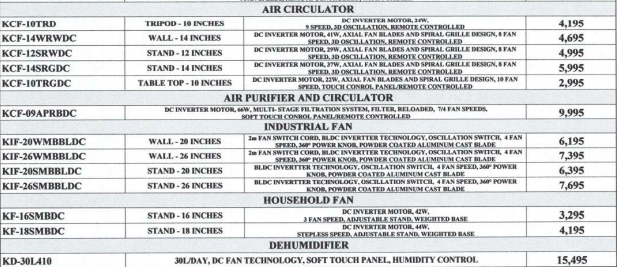 AIR CIRCULATOR
KCF-10TRD TRIPOD - 10 INCHES DC INVERTER MOTOR, 24W, 4,195
9 SPEED, 3D OSCILLATION, REMOTE CONTROLLED
KCF-14WRWDC WALL - 14 INCHES DC INVERTER MOTOR, 41W, AXIAL FAN BLADES AND SPIRAL GRILLE DESIGN, 8 FAN 4,695
SPEED, 3D OSCILLATION, REMOTE CONTROLLED
KCF-12SRWDC STAND - 12 INCHES DC INVERTER MOTOR, 29W, AXIAL FAN BLADES AND SPIRAL GRILLE DESIGN, 8 FAN 4,995
SPEED, 3D OSCILLATION, REMOTE CONTROLLED
KCF-14SRGDC STAND - 14 INCHES DC INVERTER MOTOR, 37W, AXIAL FAN BLADES AND SPIRAL GRILLE DESIGN, 8 FAN 5,995
SPEED, 3D OSCILLATION, REMOTE CONTROLLED
KCF-10TRGDC TABLE TOP - 10 INCHES DC INVERTER MOTOR, 22W, AXIAL FAN BLADES AND SPIRAL GRILLE DESIGN, 10 FAN 2,995
SPEED, TOUCH CONROL PANEL/REMOTE CONTROLLED
AIR PURIFIER AND CIRCULATOR
KCF-09APRBDC DC INVERTER MOTOR, 66W, MULTI- STAGE FILTRATION SYSTEM, FILTER, RELOADED, 7/4 FAN SPEEDS, 9,995
SOFT TOUCH CONROL PANEL/REMOTE CONTROLLED
INDUSTRIAL FAN
KIF-20WMBBLDC WALL - 20 INCHES 2m FAN SWITCH CORD, BLDC INVERTER TECHNOLOGY, OSCILLATION SWITCH, 4 FAN 6,195
SPEED, 360° POWER KNOB, POWDER COATED ALUMINUM CAST BLADE
KIF-26WMBBLDC WALL - 26 INCHES 2m FAN SWITCH CORD, BLDC INVERTER TECHNOLOGY, OSCILLATION SWITCH, 4 FAN 7,395
SPEED, 360° POWER KNOB, POWDER COATED ALUMINUM CAST BLADE
KIF-20SMBBLDC STAND - 20 INCHES BLDC INVERTTER TECHNOLOGY, OSCILLATION SWITCH, 4 FAN SPEED, 360° POWER 6,395
KNOB, POWDER COATED ALUMINUM CAST BLADE
KIF-26SMBBLDC STAND - 26 INCHES BLDC INVERTTER TECHNOLOGY, OSCILLATION SWITCH, 4 FAN SPEED, 360° POWER 7,695
KNOB, POWDER COATED ALUMINUM CAST BLADE
HOUSEHOLD FAN
KF-16SMBDC STAND - 16 INCHES DC INVERTER MOTOR, 42W, 3,295
3 FAN SPEED, ADJUSTABLE STAND, WEIGHTED BASE
KF-18SMBDC STAND - 18 INCHES DC INVERTER MOTOR, 44W, 4,195
STEPLESS SPEED, ADJUSTABLE STAND, WEIGHTED BASE
DEHUMIDIFIER
KD-30L410 30L/DAY, DC FAN TECHNOLOGY, SOFT TOUCH PANEL, HUMIDITY CONTROL 15,495